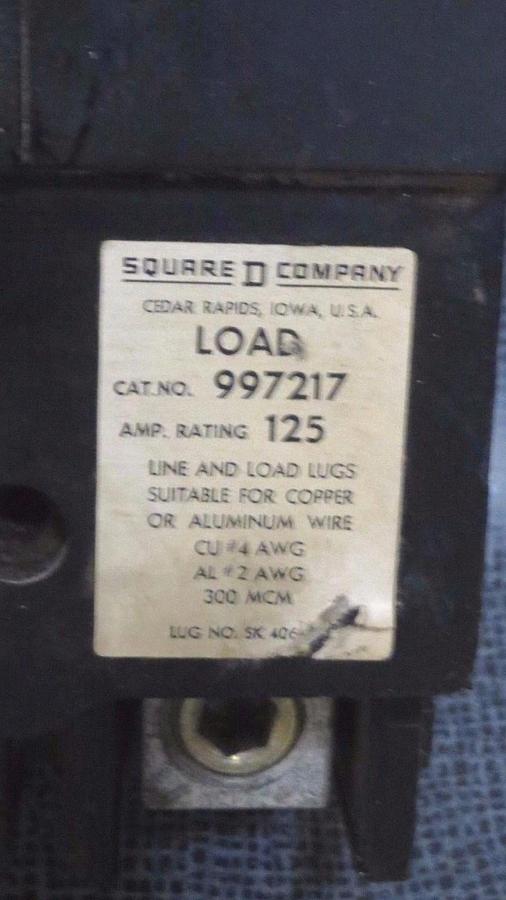 SQUARE D COMPANY
CEDAR RAPIDS, IOWA, U.S.A.
LOAD
CAT. NO. 997217
AMP. RATING 125
LINE AND LOAD LUGS
SUITABLE FOR COPPER
OR ALUMINUM WIRE
CU #4 AWG
AL #2 AWG
300 MCM
LUG NO. SK 406